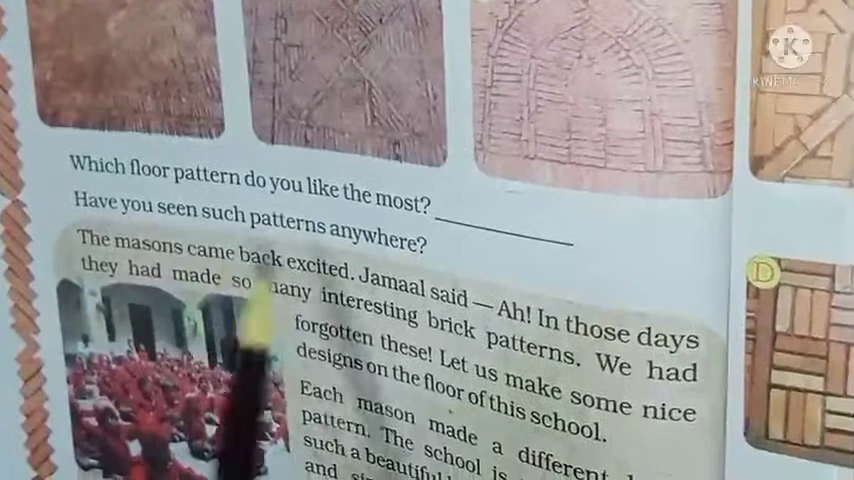 K
KINEMA
Which floor pattern do you like the most?
Have you seen such patterns anywhere?
D
The masons came back excited. Jamaal said — Ah! In those days
they had made so many interesting brick patterns. We had
forgotten these! Let us make some nice
designs on the floor of this school.
Each mason made a different
pattern. The school is
such a beautiful
and